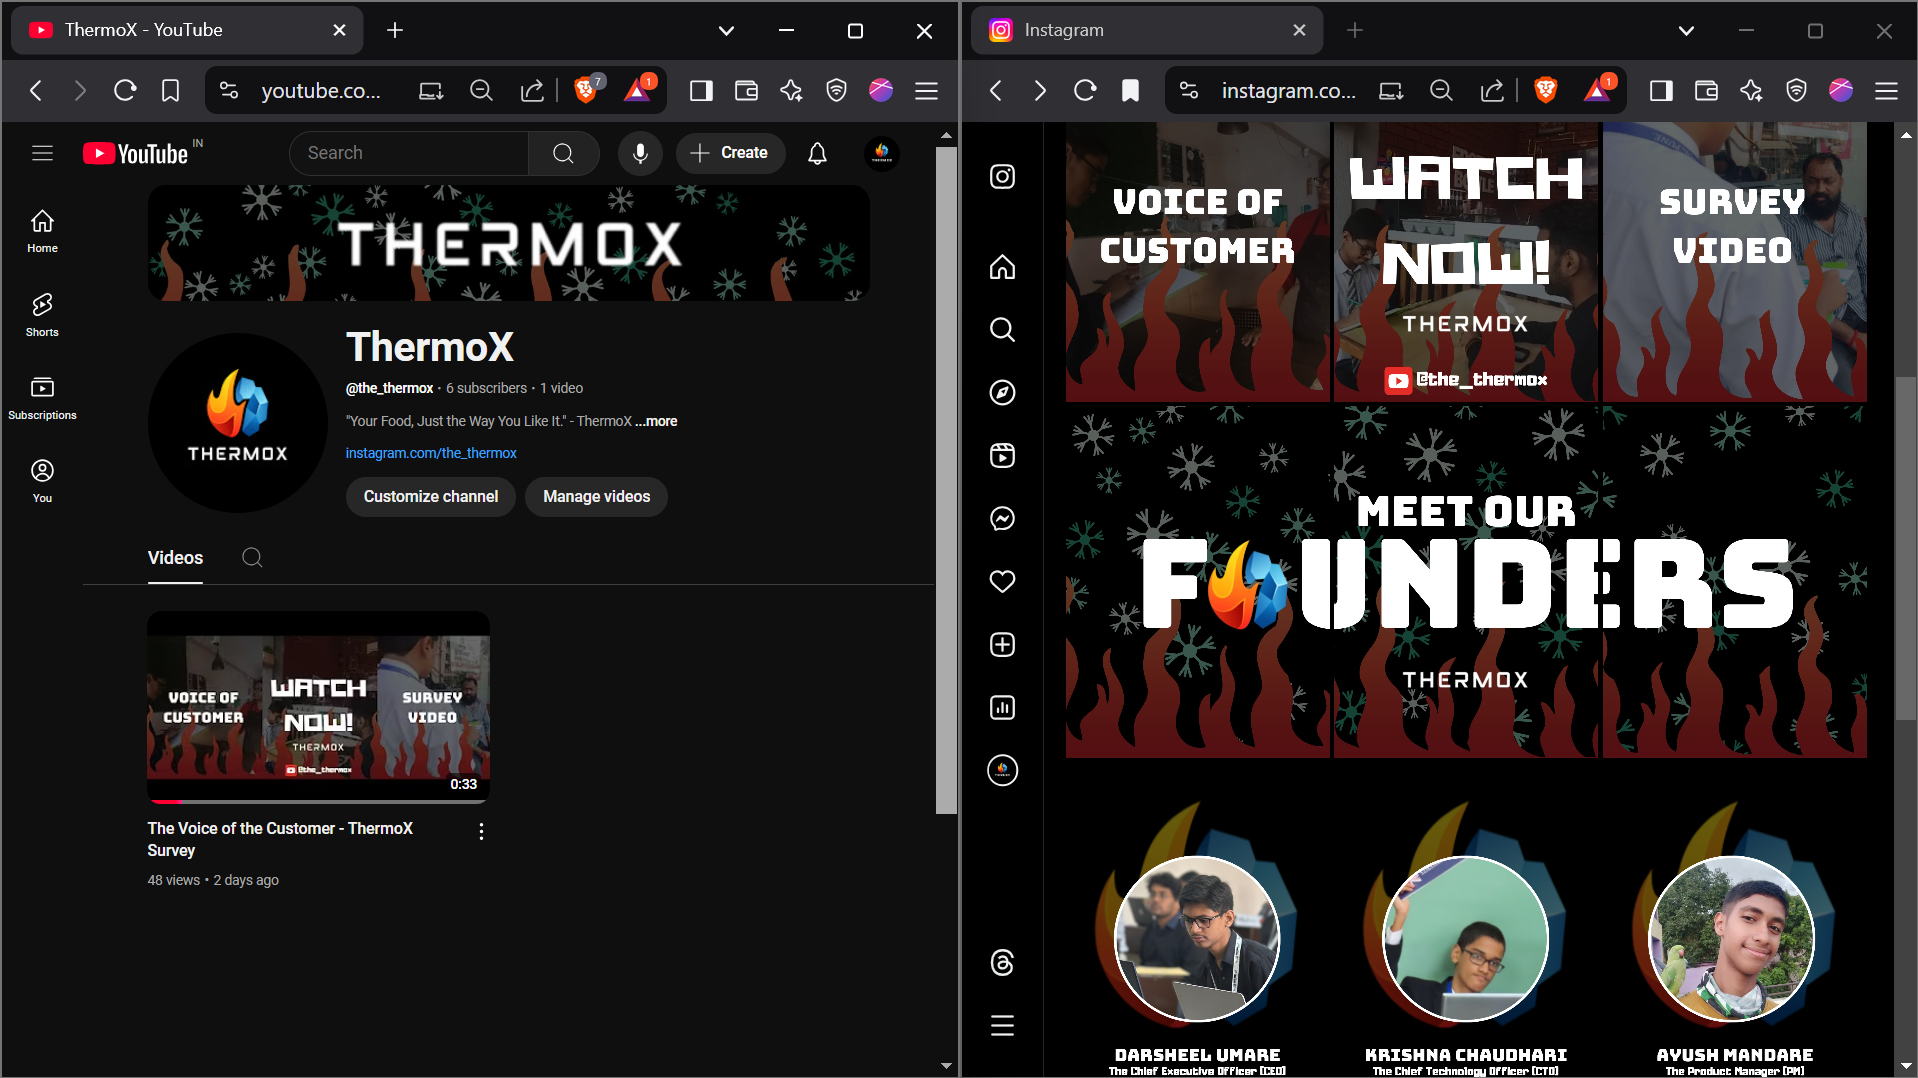 ThermoX - YouTube
youtube.co...
7
1
YouTube IN
Search
Create
THERMOX
Home
Shorts
Subscriptions
You
THERMOX
ThermoX
@the_thermox • 6 subscribers • 1 video
"Your Food, Just the Way You Like It." - ThermoX ...more
instagram.com/the_thermox
Customize channel
Manage videos
Videos
VOICE OF
CUSTOMER
WATCH
NOW!
THERMOX
@the_thermox
SURVEY
VIDEO
0:33
The Voice of the Customer - ThermoX
Survey
48 views • 2 days ago
Instagram
instagram.co...
1
VOICE OF
CUSTOMER
WATCH
NOW!
THERMOX
@the_thermox
SURVEY
VIDEO
MEET OUR
FOUNDERS
THERMOX
DARSHEEL UMARE
The Chief Executive Officer (CEO)
KRISHNA CHAUDHARI
The Chief Technology Officer (CTO)
AYUSH MANDARE
The Product Manager (PM)